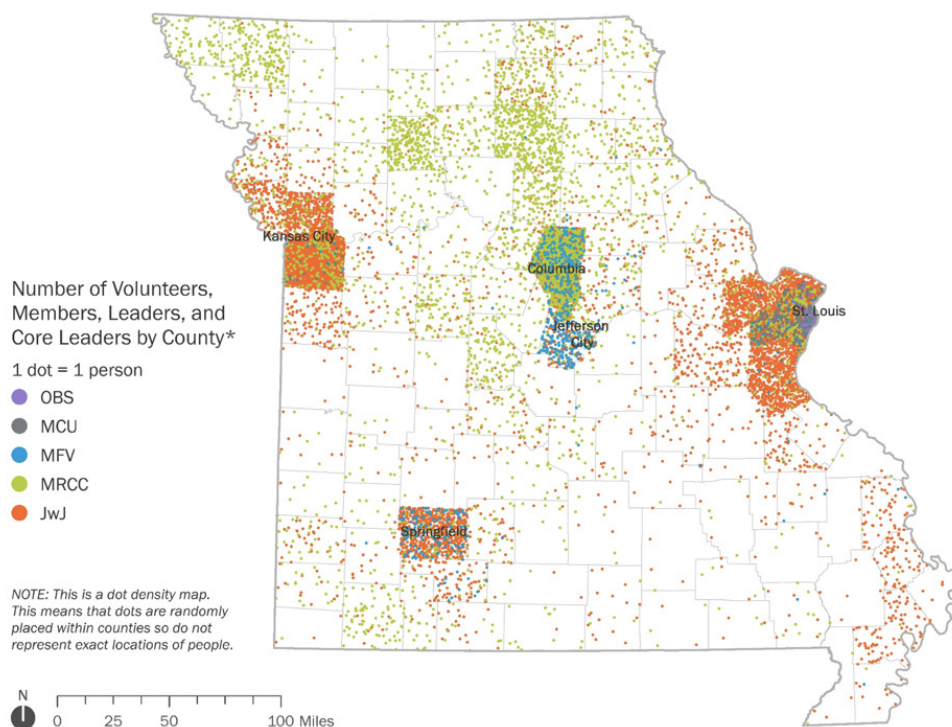 Kansas City
Columbia
Jefferson
City
St. Louis
Springfield
Number of Volunteers,
Members, Leaders, and
Core Leaders by County*
1 dot = 1 person
OBS
MCU
MFV
MRCC
JwJ
NOTE: This is a dot density map.
This means that dots are randomly
placed within counties so do not
represent exact locations of people.
N
0 25 50 100 Miles